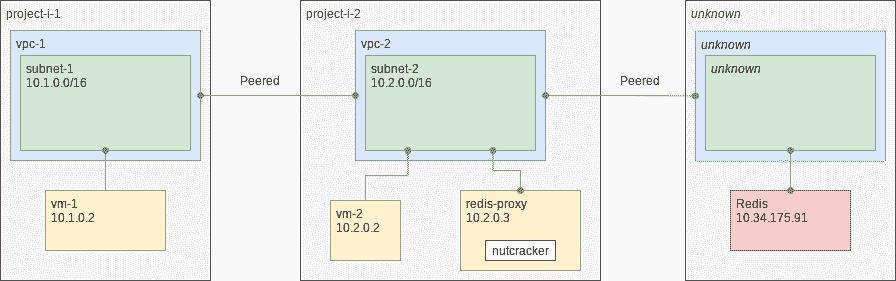 project-i-1
vpc-1
subnet-1
10.1.0.0/16
vm-1
10.1.0.2
Peered
project-i-2
vpc-2
subnet-2
10.2.0.0/16
vm-2
10.2.0.2
redis-proxy
10.2.0.3
nutcracker
Peered
unknown
unknown
unknown
Redis
10.34.175.91